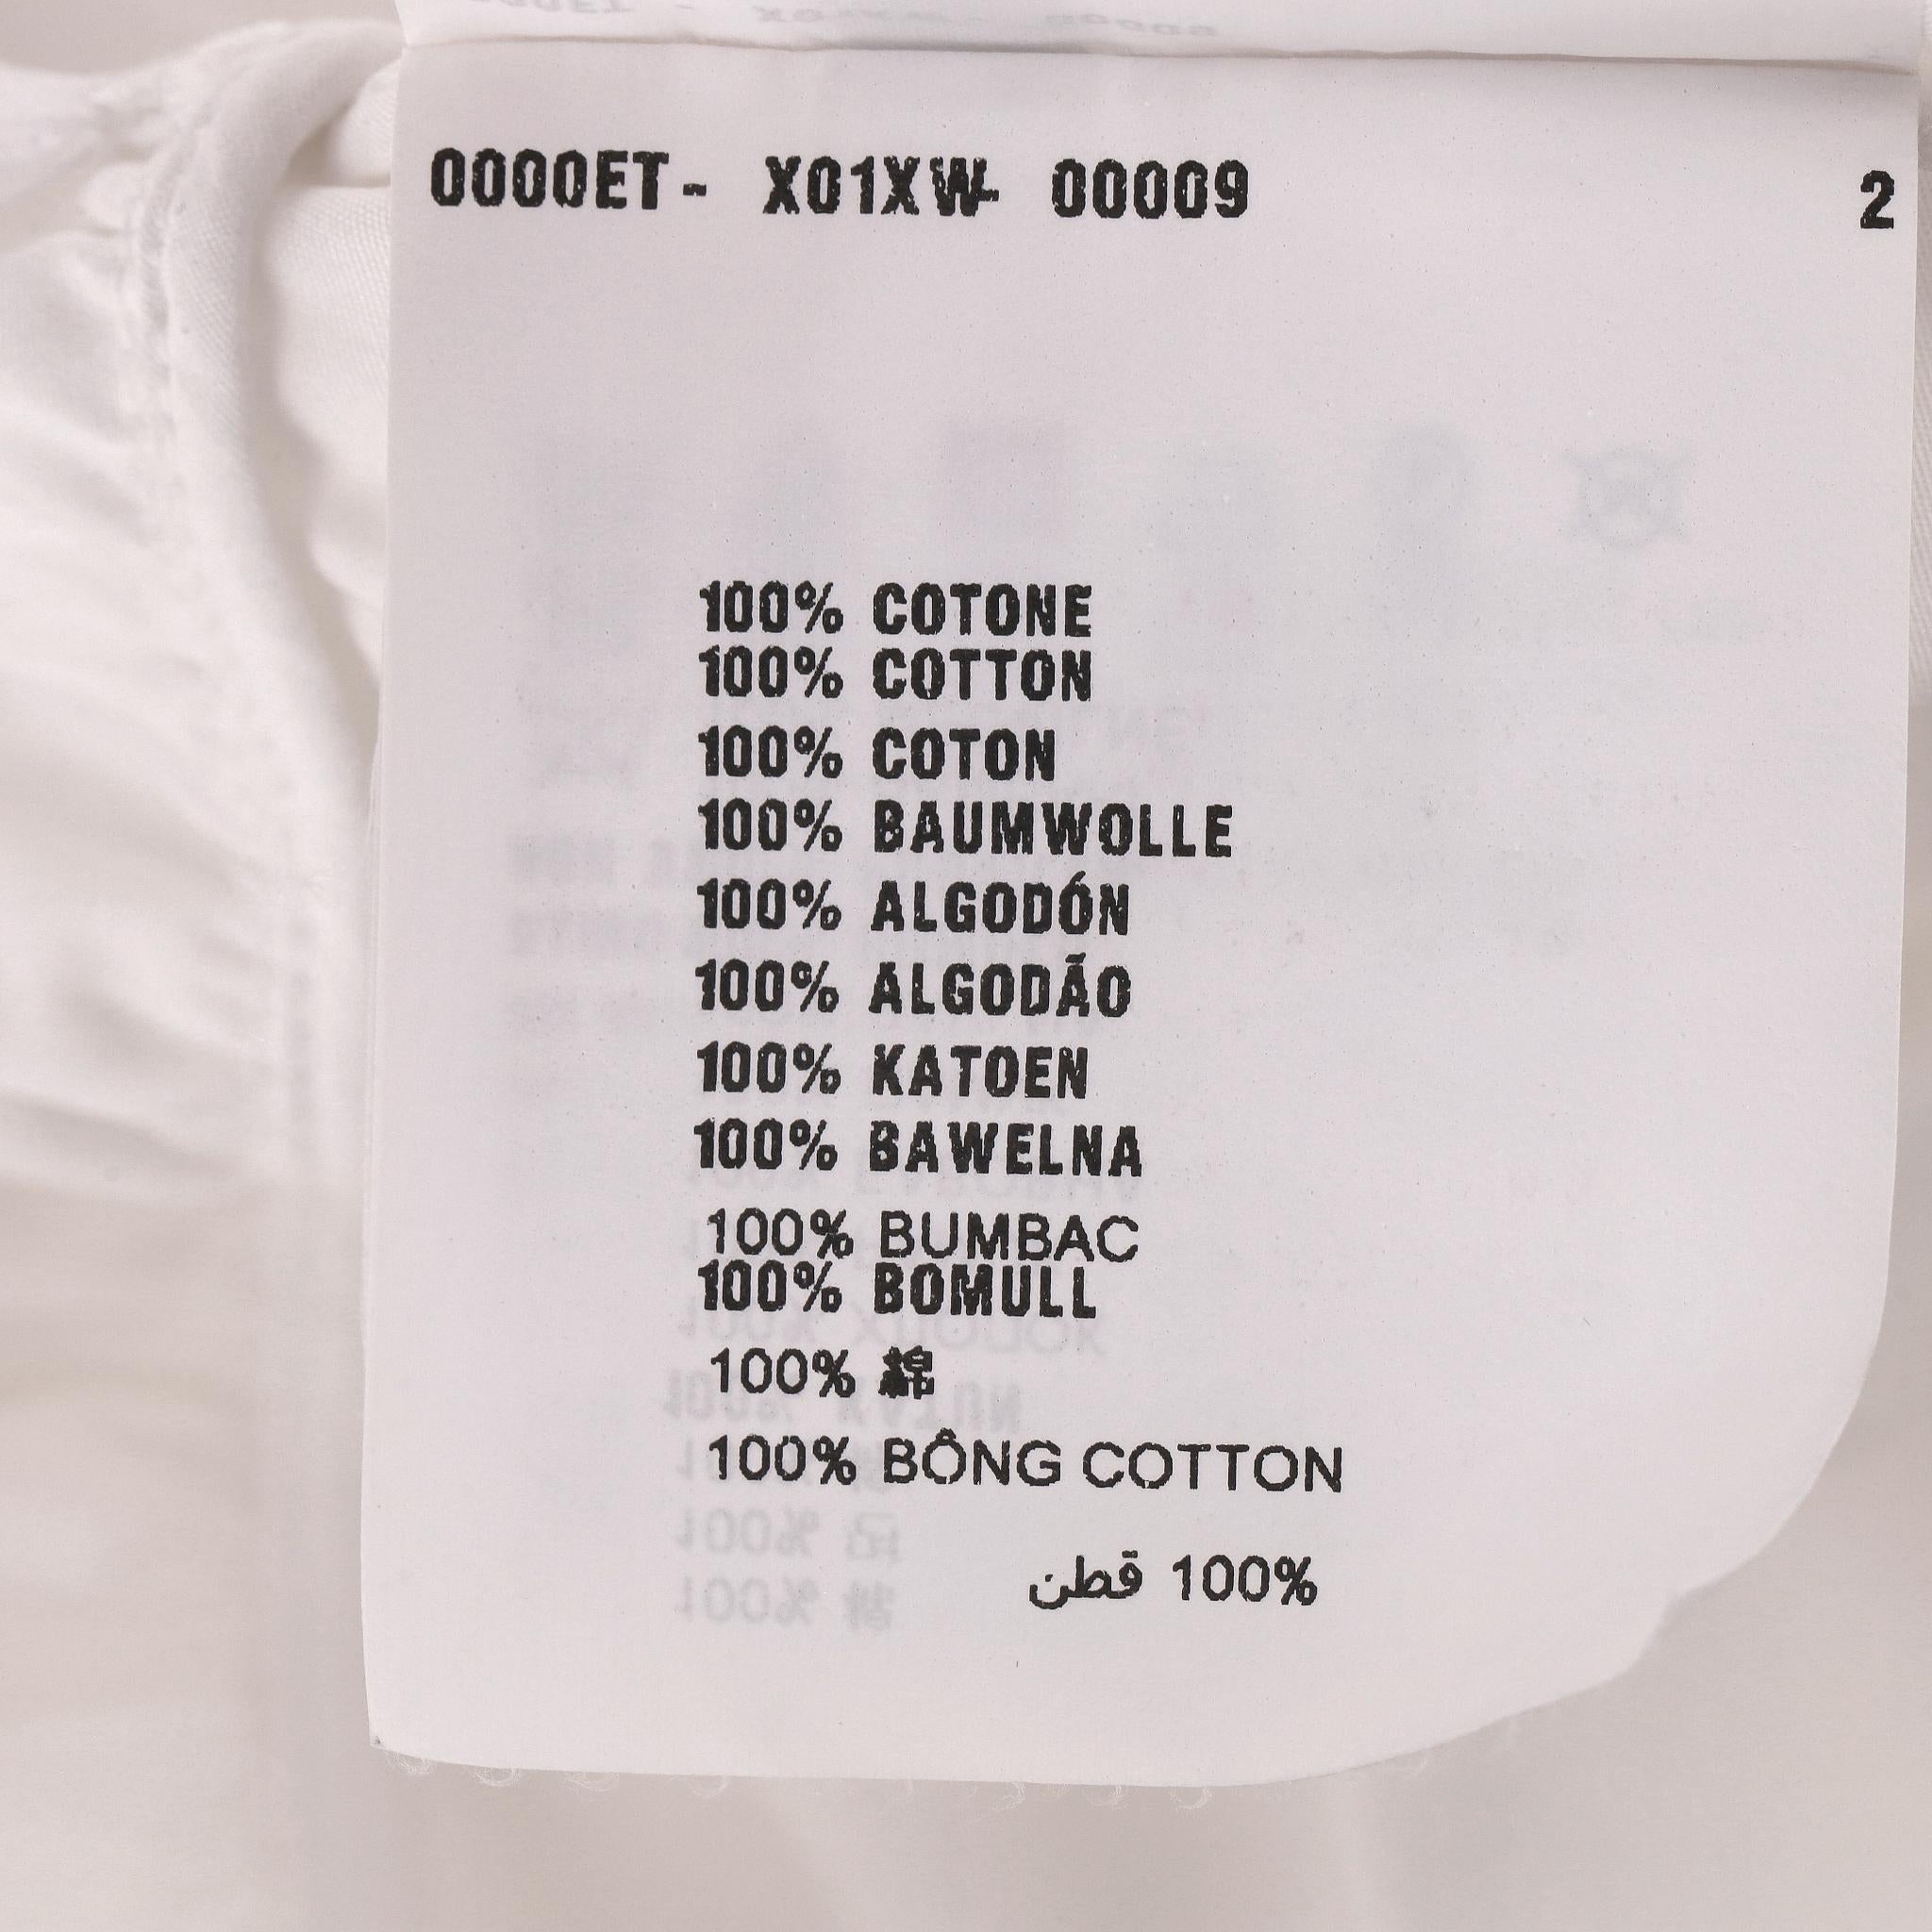 0000ET- X01XW- 00009 2
100% COTONE
100% COTTON
100% COTON
100% BAUMWOLLE
100% ALGODÓN
100% ALGODÃO
100% KATOEN
100% BAWELNA
100% BUMBAC
100% BOMULL
100% 綿
100% BÔNG COTTON
100% قطن